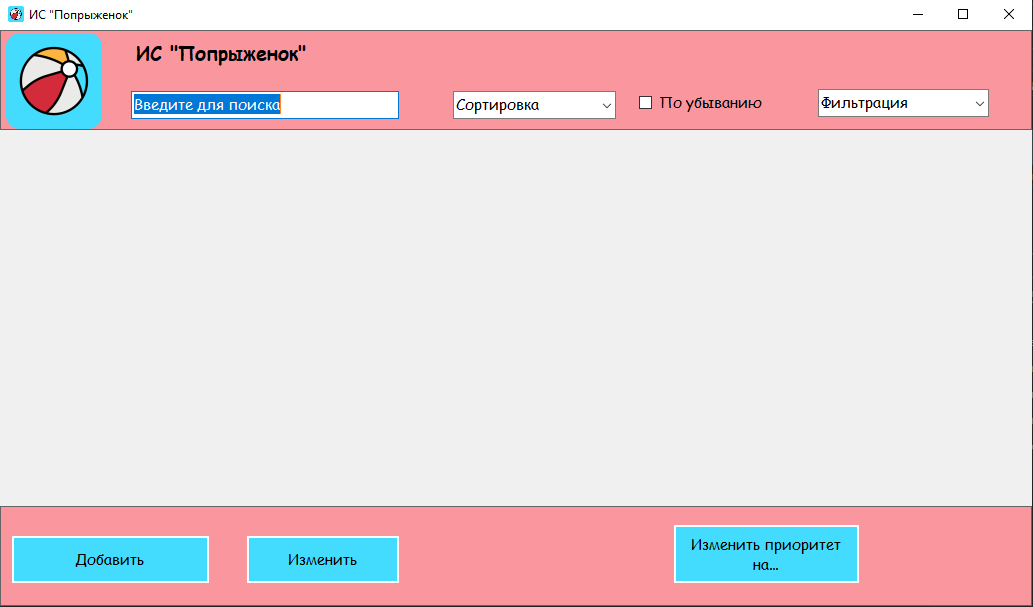 ИС "Попрыженок"
ИС "Попрыженок"
Введите для поиска
Сортировка
По убыванию
Фильтрация
Добавить
Изменить
Изменить приоритет
на...